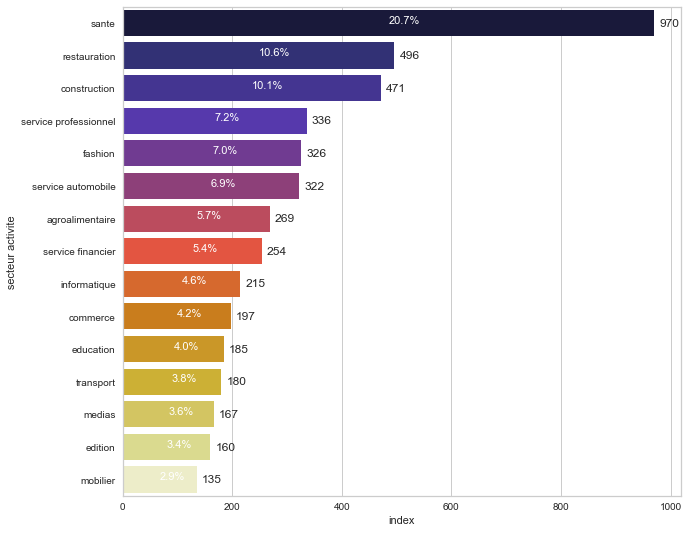 sante 20.7% 970
restauration 10.6% 496
construction 10.1% 471
service professionnel 7.2% 336
fashion 7.0% 326
service automobile 6.9% 322
agroalimentaire 5.7% 269
service financier 5.4% 254
informatique 4.6% 215
commerce 4.2% 197
education 4.0% 185
transport 3.8% 180
medias 3.6% 167
edition 3.4% 160
mobilier 2.9% 135
secteur activite
0 200 400 600 800 1000
index